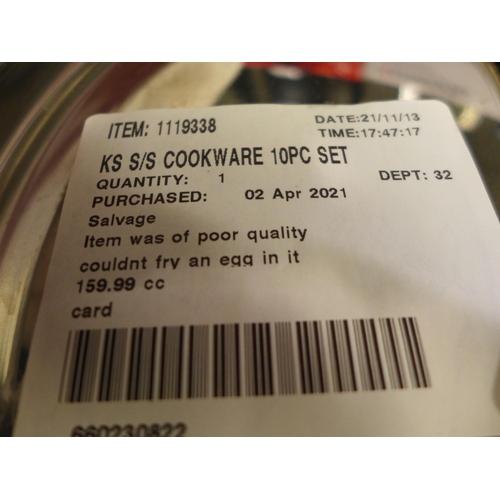 ITEM: 1119338 DATE:21/11/13
TIME:17:47:17
KS S/S COOKWARE 10PC SET
QUANTITY: 1 DEPT: 32
PURCHASED: 02 Apr 2021
Salvage
Item was of poor quality
couldnt fry an egg in it
159.99 cc
card
660230822